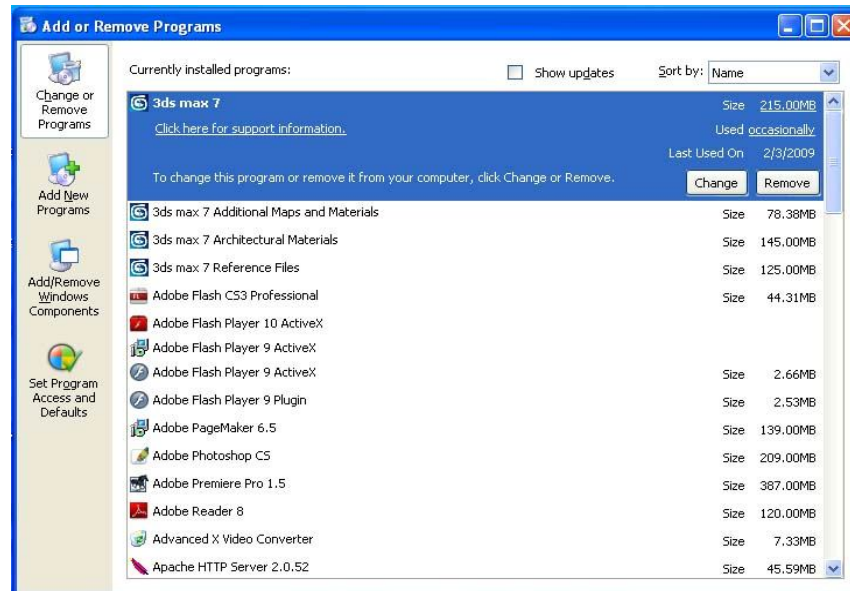 Add or Remove Programs
Change or
Remove
Programs
Add New
Programs
Add/Remove
Windows
Components
Set Program
Access and
Defaults
Currently installed programs:
Show updates
Sort by: Name
3ds max 7 Size 215.00MB
Click here for support information. Used occasionally
Last Used On 2/3/2009
To change this program or remove it from your computer, click Change or Remove. Change Remove
3ds max 7 Additional Maps and Materials Size 78.38MB
3ds max 7 Architectural Materials Size 145.00MB
3ds max 7 Reference Files Size 125.00MB
Adobe Flash CS3 Professional Size 44.31MB
Adobe Flash Player 10 ActiveX
Adobe Flash Player 9 ActiveX
Adobe Flash Player 9 ActiveX Size 2.66MB
Adobe Flash Player 9 Plugin Size 2.53MB
Adobe PageMaker 6.5 Size 139.00MB
Adobe Photoshop CS Size 209.00MB
Adobe Premiere Pro 1.5 Size 387.00MB
Adobe Reader 8 Size 120.00MB
Advanced X Video Converter Size 7.33MB
Apache HTTP Server 2.0.52 Size 45.59MB